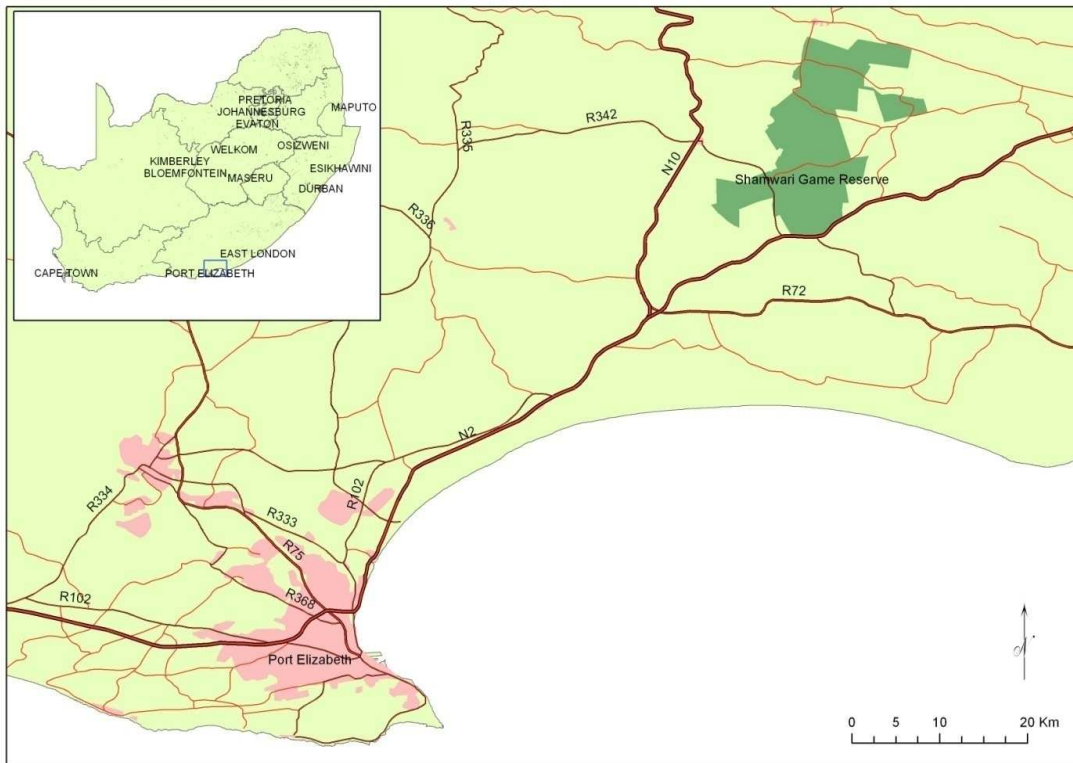 PRETORIA
JOHANNESBURG
EVATON
MAPUTO
WELKOM
OSIZWENI
KIMBERLEY
BLOEMFONTEIN
MASERU
ESIKHAWINI
DURBAN
EAST LONDON
CAPE TOWN
PORT ELIZABETH
R335
R342
N10
Shamwari Game Reserve
R336
R72
N2
R102
R334
R333
R75
R368
R102
Port Elizabeth
N
0 5 10 20 Km